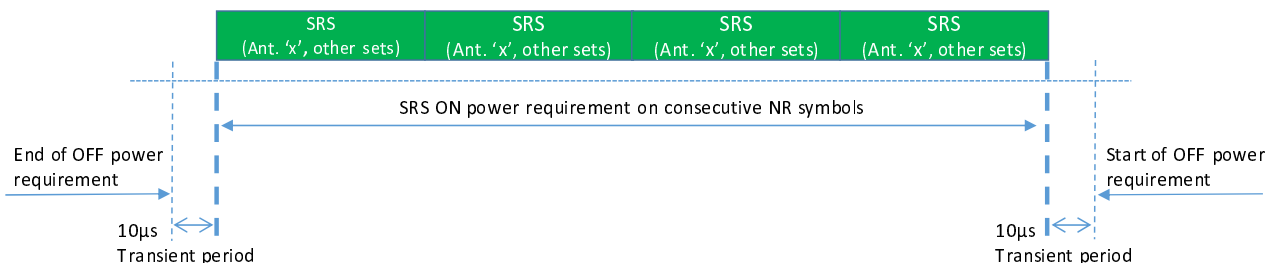 SRS
(Ant. ‘x’, other sets)
SRS
(Ant. ‘x’, other sets)
SRS
(Ant. ‘x’, other sets)
SRS
(Ant. ‘x’, other sets)
SRS ON power requirement on consecutive NR symbols
End of OFF power
requirement
Start of OFF power
requirement
10µs
Transient period
10µs
Transient period